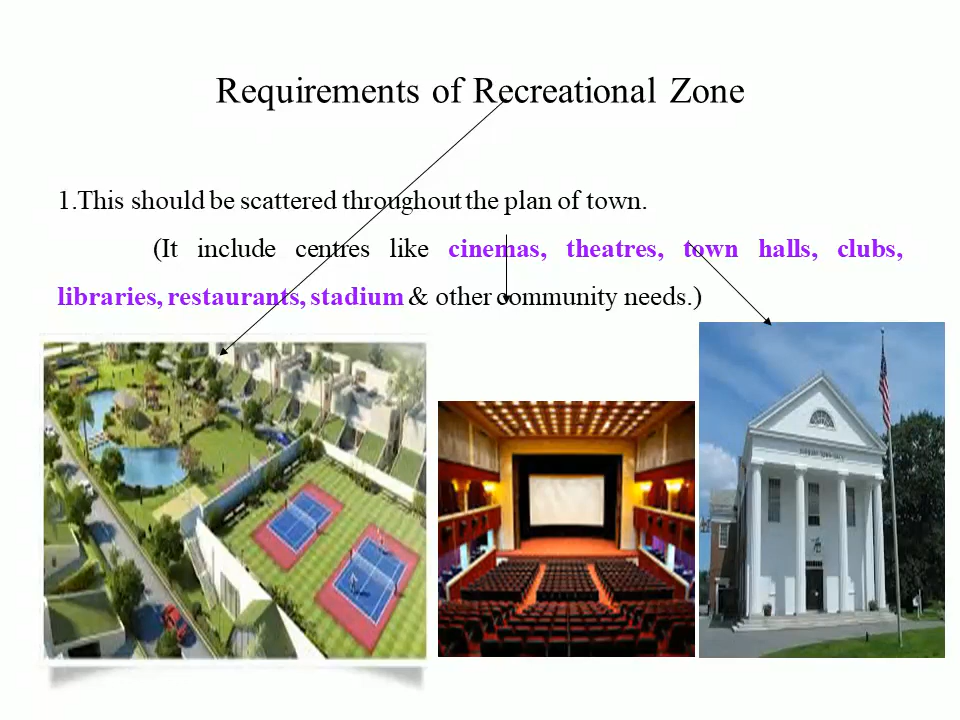 Requirements of Recreational Zone
1.This should be scattered throughout the plan of town.
(It include centres like cinemas, theatres, town halls, clubs,
libraries, restaurants, stadium & other community needs.)